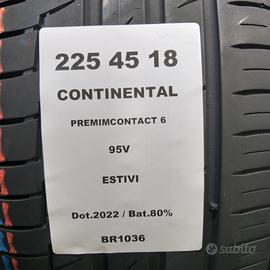 225 45 18
CONTINENTAL
PREMIMCONTACT 6
95V
ESTIVI
Dot.2022 / Bat.80%
BR1036
subito